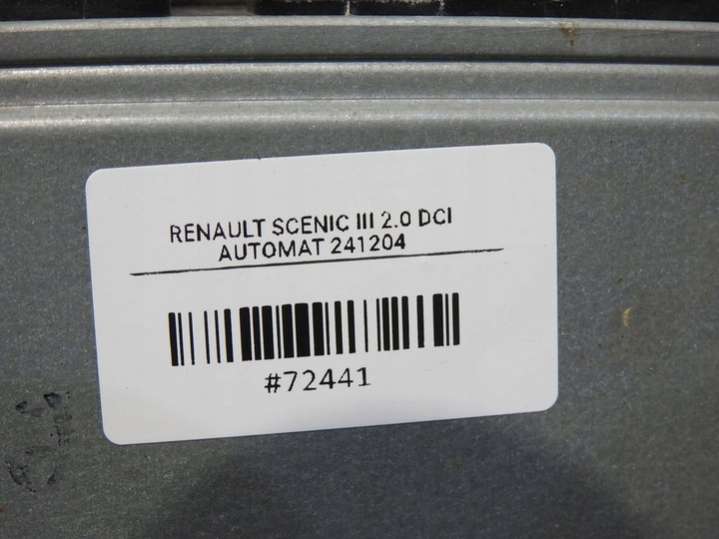 RENAULT SCENIC III 2.0 DCI
AUTOMAT 241204
#72441